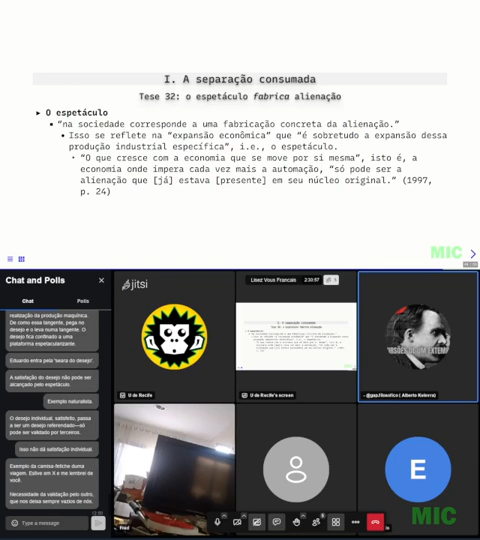 I. A separação consumada
Tese 32: o espetáculo fabrica alienação
▸ O espetáculo
▪ “na sociedade corresponde a uma fabricação concreta da alienação.”
▪ Isso se reflete na “expansão econômica” que “é sobretudo a expansão dessa
produção industrial específica”, i.e., o espetáculo.
• “O que cresce com a economia que se move por si mesma”, isto é, a
economia onde impera cada vez mais a automação, “só pode ser a
alienação que [já] estava [presente] em seu núcleo original.” (1997,
p. 24)
MIC
Chat and Polls
Chat
Polls
realização da produção maquínica.
De como essa tangente, pega no
desejo e o leva numa tangente. O
desejo fica confinado a uma
plataforma espetacularizante.
Eduardo entra pela 'seara do desejo'.
A satisfação do desejo não pode ser
alcançado pelo espetáculo.
Exemplo naturalista.
O desejo individual, satisfeito, passa
a ser um desejo referendado—só
pode ser validado por terceiros.
Isso não dá satisfação individual.
Exemplo da camisa-fetiche duma
viagem. Estive em X e me lembrei de
você.
Necessidade da validação pelo outro,
que nos deixa sempre vazios de nós.
Type a message
jitsi
Lisez Vous Francais
2:30:57
U de Recife
U de Recife's screen
E
MIC